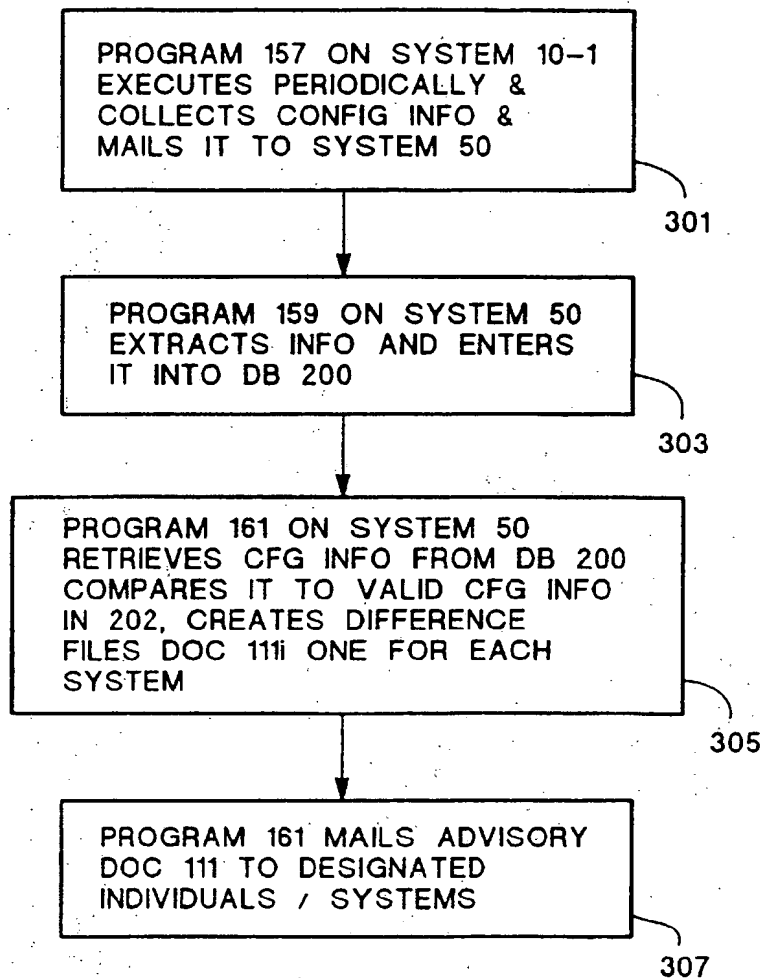 PROGRAM 157 ON SYSTEM 10-1
EXECUTES PERIODICALLY &
COLLECTS CONFIG INFO &
MAILS IT TO SYSTEM 50
301
PROGRAM 159 ON SYSTEM 50
EXTRACTS INFO AND ENTERS
IT INTO DB 200
303
PROGRAM 161 ON SYSTEM 50
RETRIEVES CFG INFO FROM DB 200
COMPARES IT TO VALID CFG INFO
IN 202, CREATES DIFFERENCE
FILES DOC 111i ONE FOR EACH
SYSTEM
305
PROGRAM 161 MAILS ADVISORY
DOC 111 TO DESIGNATED
INDIVIDUALS / SYSTEMS
307